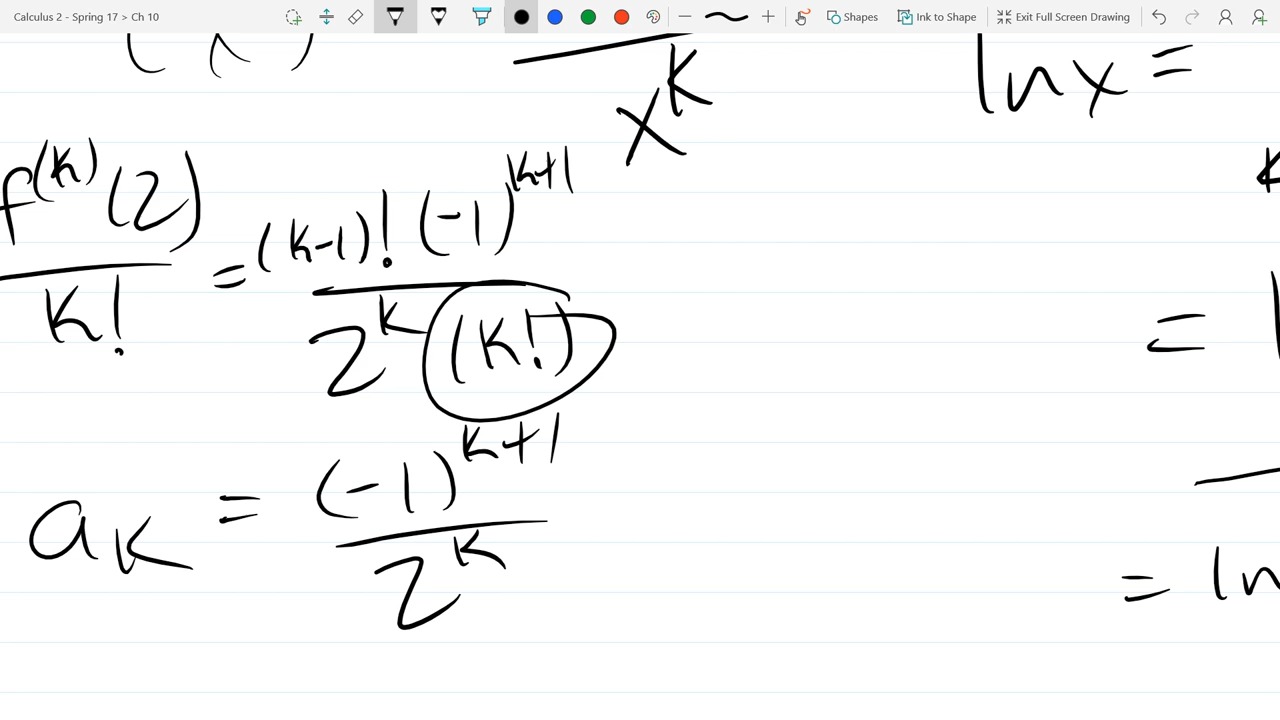 Calculus 2 - Spring 17 > Ch 10 Shapes Ink to Shape Exit Full Screen Drawing
x^k
ln x =
f^(k) (2) / k! = (k-1)! (-1)^k+1 / 2^k (k!)
=
a_k = (-1)^k+1 / 2^k
= ln